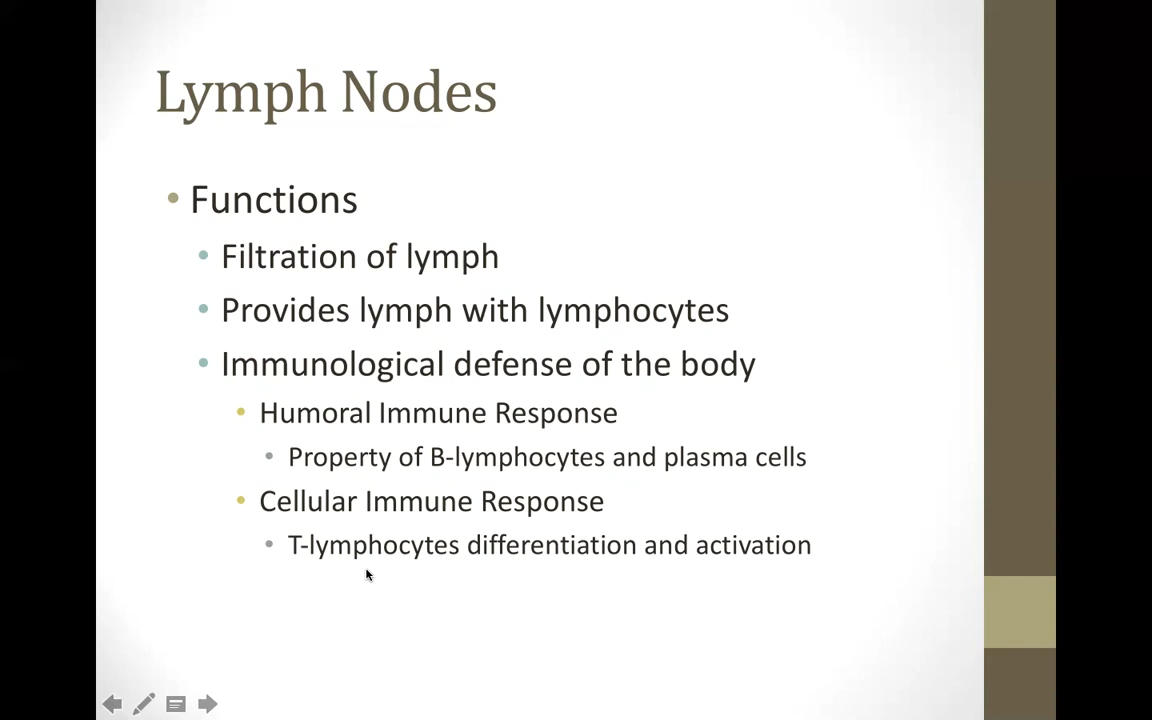 Lymph Nodes
• Functions
• Filtration of lymph
• Provides lymph with lymphocytes
• Immunological defense of the body
• Humoral Immune Response
• Property of B-lymphocytes and plasma cells
• Cellular Immune Response
• T-lymphocytes differentiation and activation